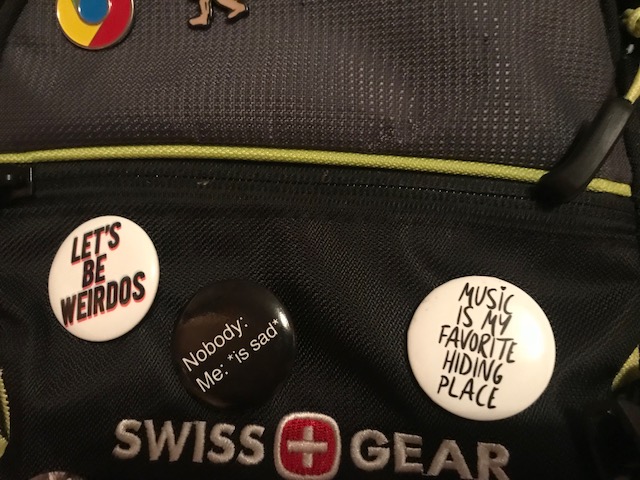 LET'S
BE
WEIRDOS
Nobody:
Me: *is sad*
MUSIC
IS MY
FAVORITE
HIDING
PLACE
SWISS GEAR